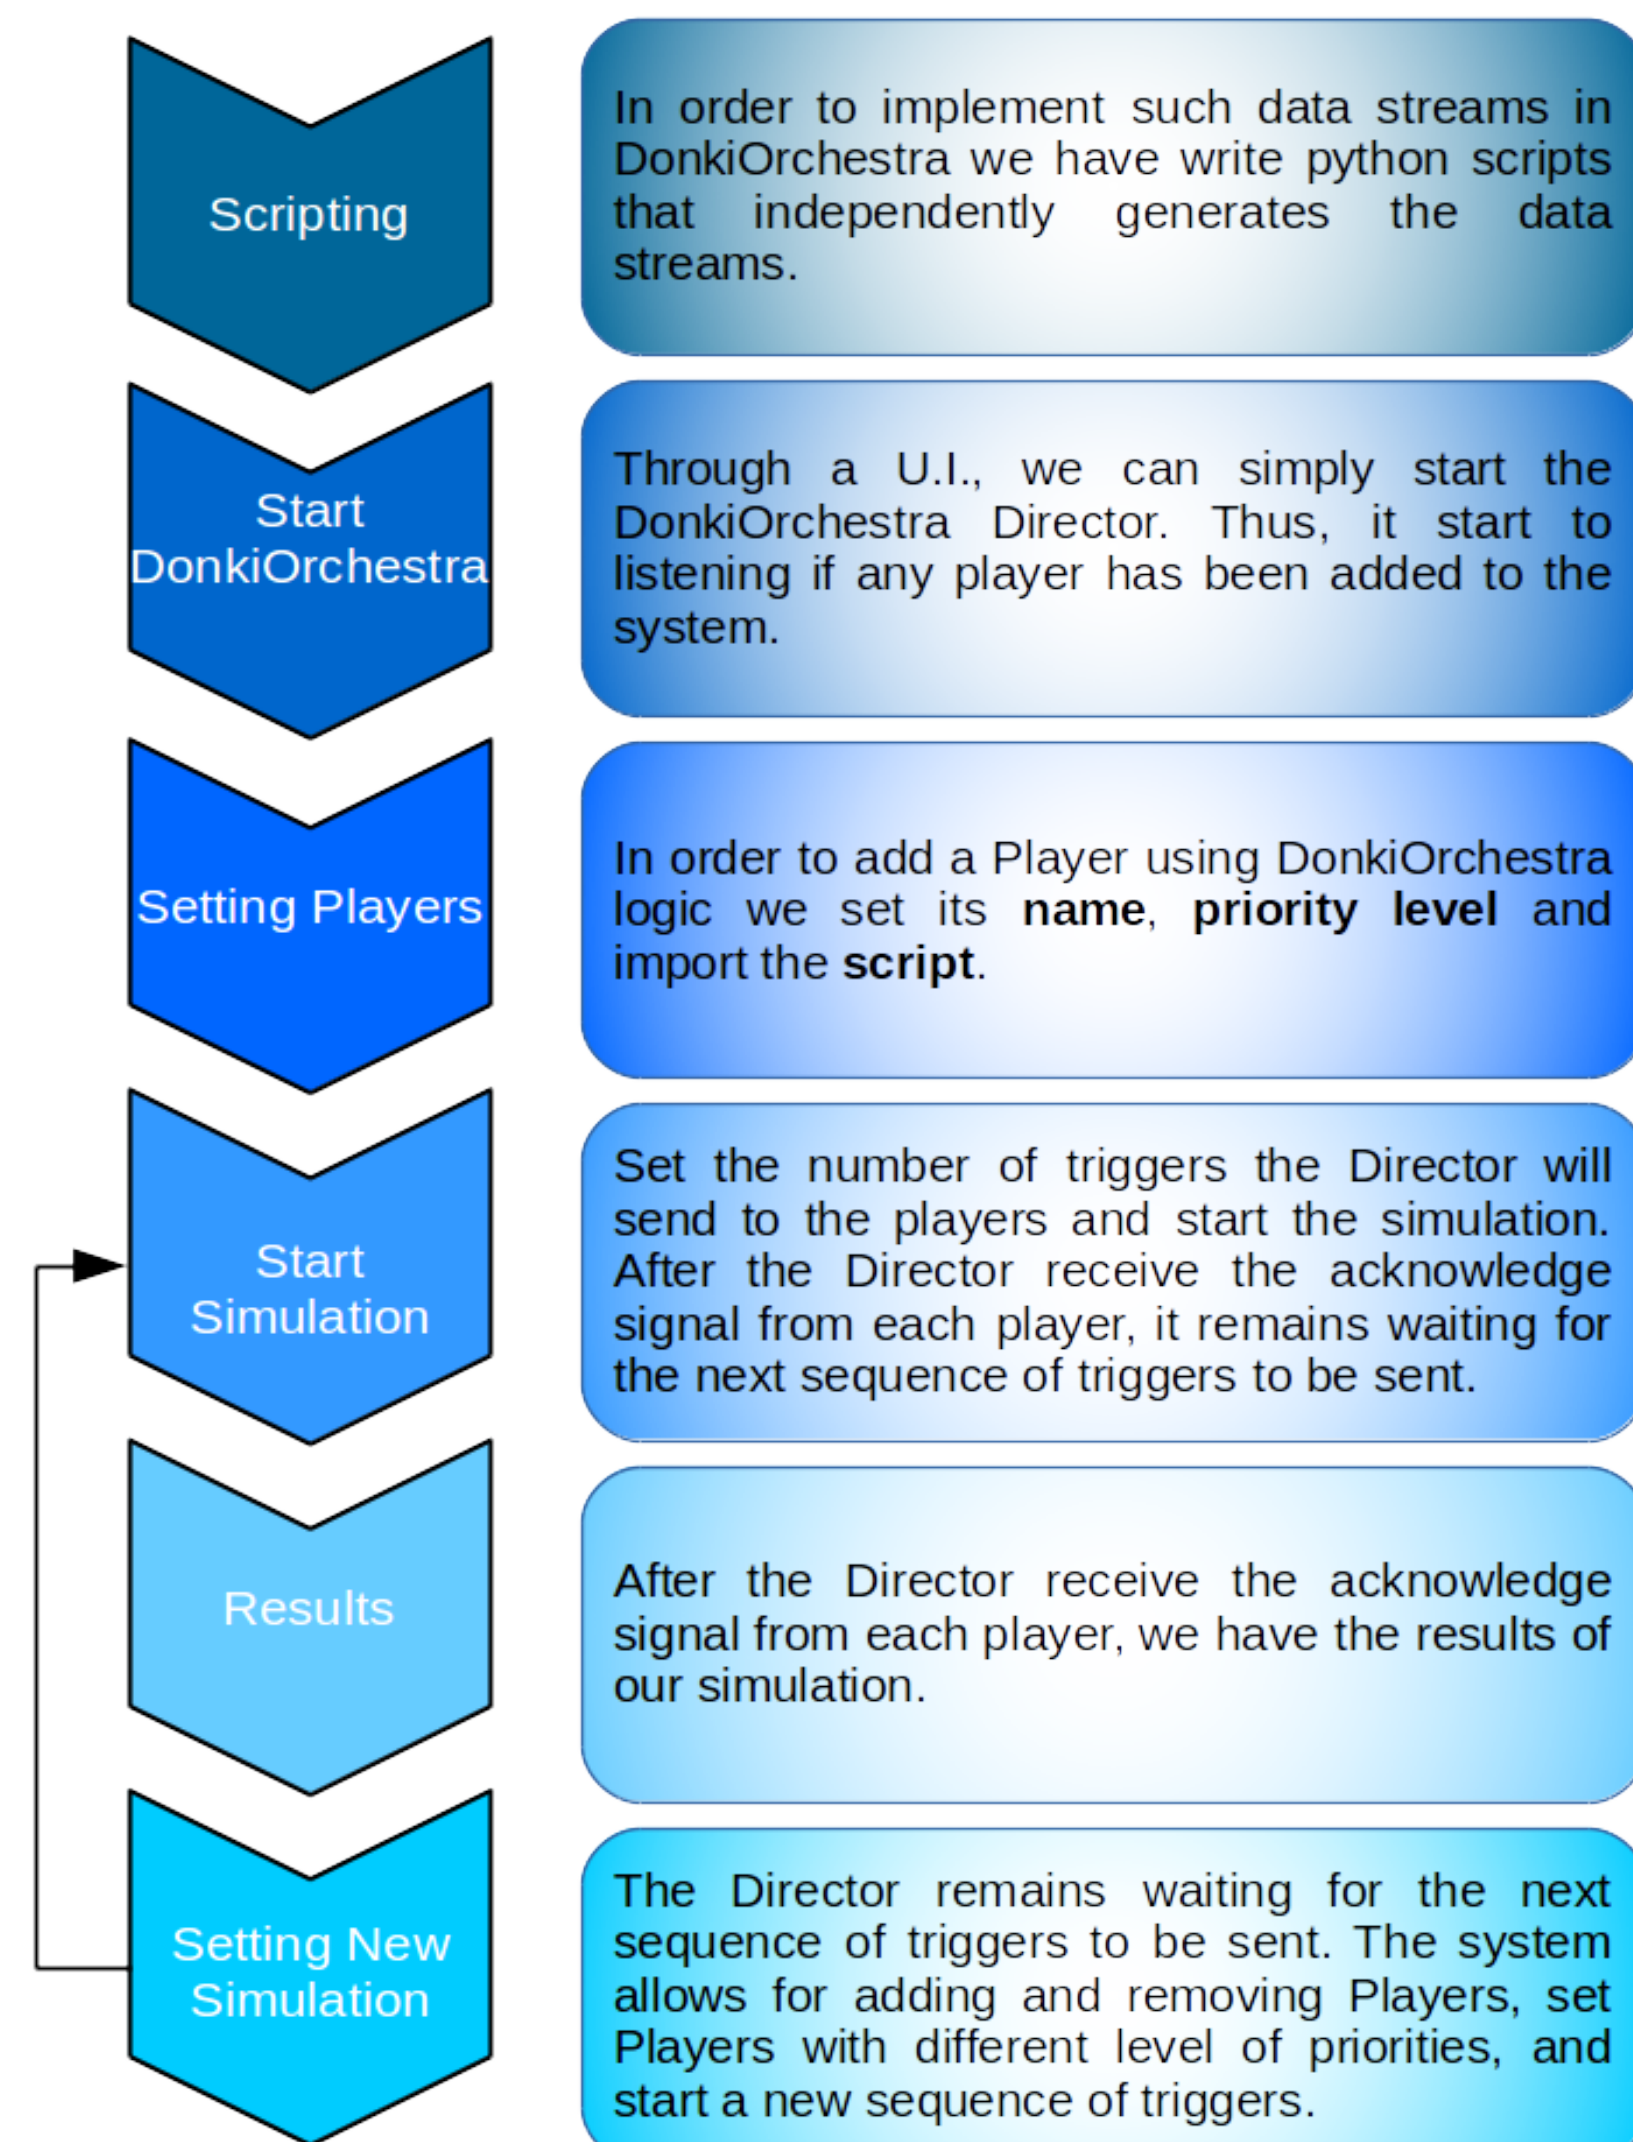 Scripting
In order to implement such data streams in
DonkiOrchestra we have write python scripts
that independently generates the data
streams.
Start
DonkiOrchestra
Through a U.I., we can simply start the
DonkiOrchestra Director. Thus, it start to
listening if any player has been added to the
system.
Setting Players
In order to add a Player using DonkiOrchestra
logic we set its name, priority level and
import the script.
Start
Simulation
Set the number of triggers the Director will
send to the players and start the simulation.
After the Director receive the acknowledge
signal from each player, it remains waiting for
the next sequence of triggers to be sent.
Results
After the Director receive the acknowledge
signal from each player, we have the results of
our simulation.
Setting New
Simulation
The Director remains waiting for the next
sequence of triggers to be sent. The system
allows for adding and removing Players, set
Players with different level of priorities, and
start a new sequence of triggers.